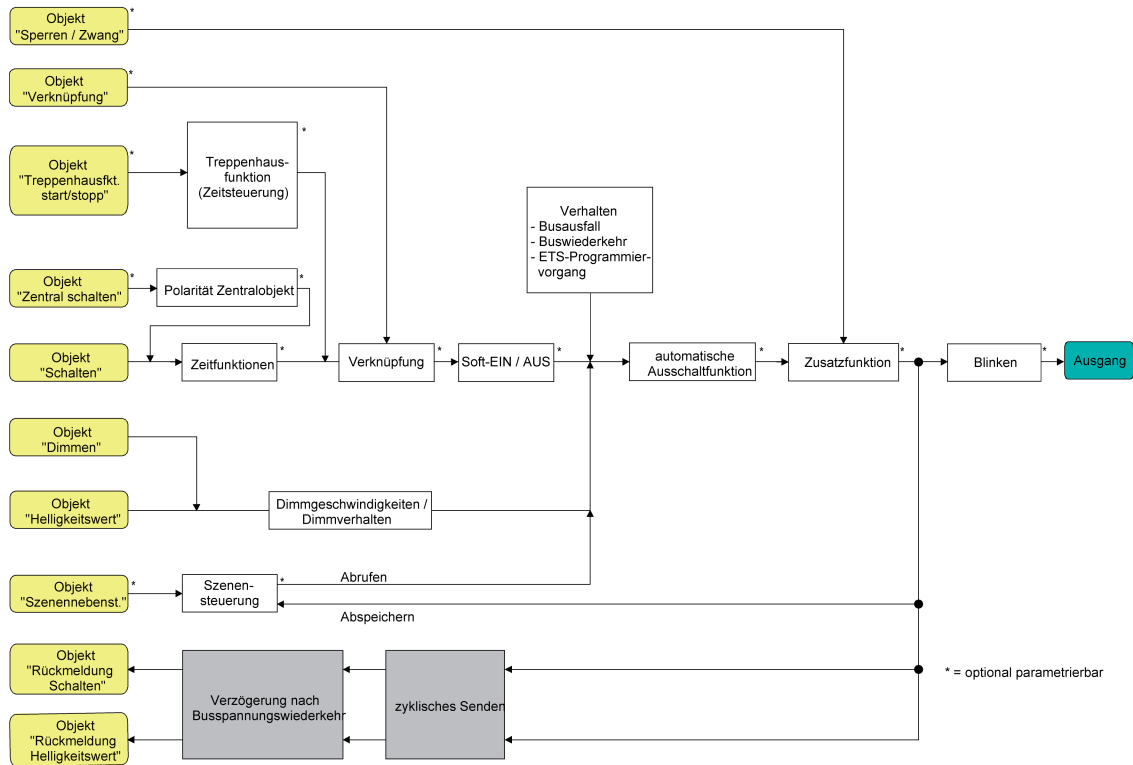 Objekt
"Sperren / Zwang"
*
Objekt
"Verknüpfung"
*
Objekt
"Treppenhausfkt.
start/stopp"
*
Treppenhaus-
funktion
(Zeitsteuerung)
*
Verhalten
- Busausfall
- Buswiederkehr
- ETS-Programmier-
vorgang
Objekt
"Zentral schalten"
*
Polarität Zentralobjekt
*
Objekt
"Schalten"
Zeitfunktionen
*
Verknüpfung
*
Soft-EIN / AUS
*
automatische
Ausschaltfunktion
*
Zusatzfunktion
*
Blinken
*
Ausgang
Objekt
"Dimmen"
Objekt
"Helligkeitswert"
Dimmgeschwindigkeiten /
Dimmverhalten
Objekt
"Szenennebenst."
*
Szenen-
steuerung
*
Abrufen
Abspeichern
Objekt
"Rückmeldung
Schalten"
Verzögerung nach
Busspannungswiederkehr
zyklisches Senden
* = optional parametrierbar
Objekt
"Rückmeldung
Helligkeitswert"